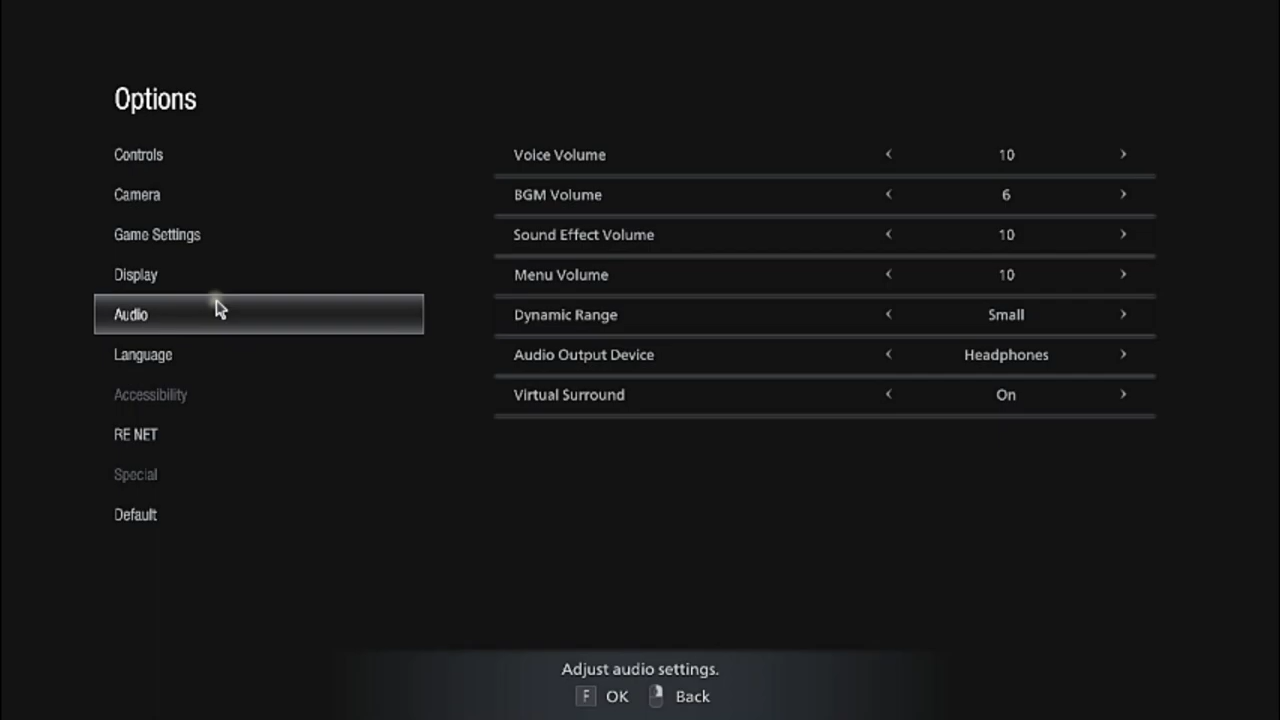 Options
Controls
Camera
Game Settings
Display
Audio
Language
Accessibility
RE NET
Special
Default
Voice Volume 10
BGM Volume 6
Sound Effect Volume 10
Menu Volume 10
Dynamic Range Small
Audio Output Device Headphones
Virtual Surround On
Adjust audio settings.
F OK Back